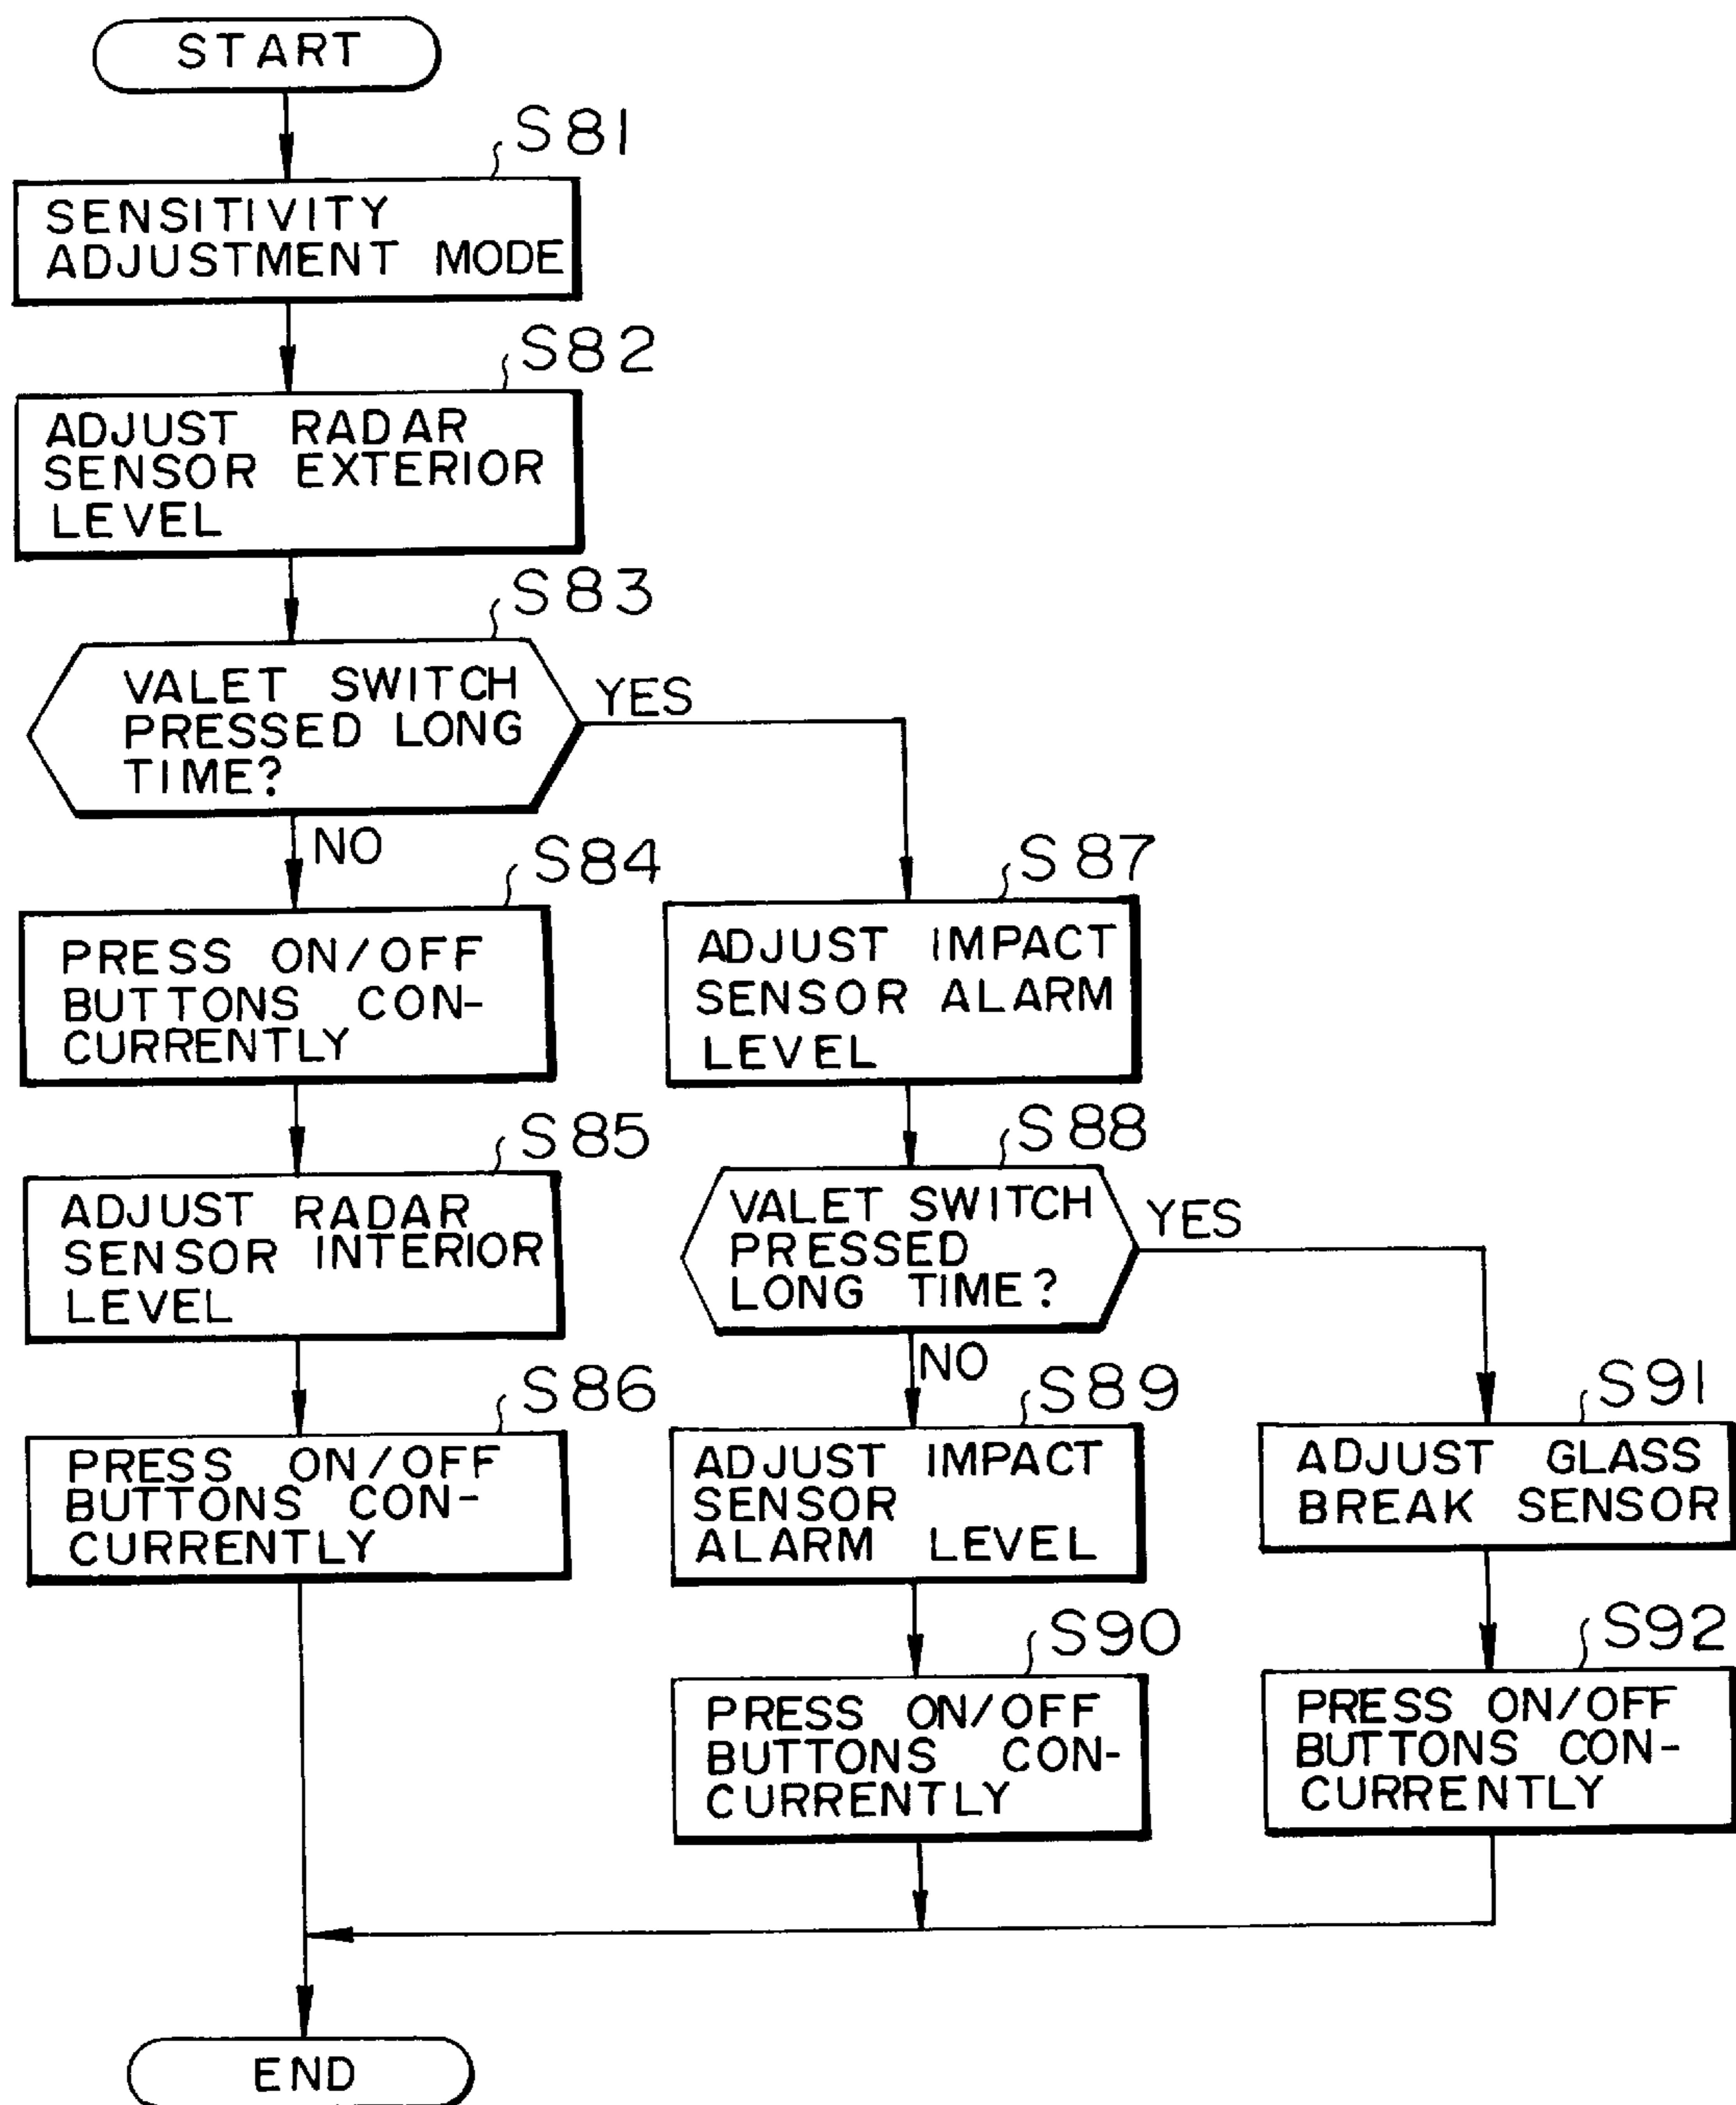 START
S81
SENSITIVITY
ADJUSTMENT MODE
S82
ADJUST RADAR
SENSOR EXTERIOR
LEVEL
S83
VALET SWITCH
PRESSED LONG
TIME?
YES
NO
S84
PRESS ON/OFF
BUTTONS CON-
CURRENTLY
S85
ADJUST RADAR
SENSOR INTERIOR
LEVEL
S86
PRESS ON/OFF
BUTTONS CON-
CURRENTLY
S87
ADJUST IMPACT
SENSOR ALARM
LEVEL
S88
VALET SWITCH
PRESSED
LONG TIME?
YES
NO
S89
ADJUST IMPACT
SENSOR
ALARM LEVEL
S90
PRESS ON/OFF
BUTTONS CON-
CURRENTLY
S91
ADJUST GLASS
BREAK SENSOR
S92
PRESS ON/OFF
BUTTONS CON-
CURRENTLY
END